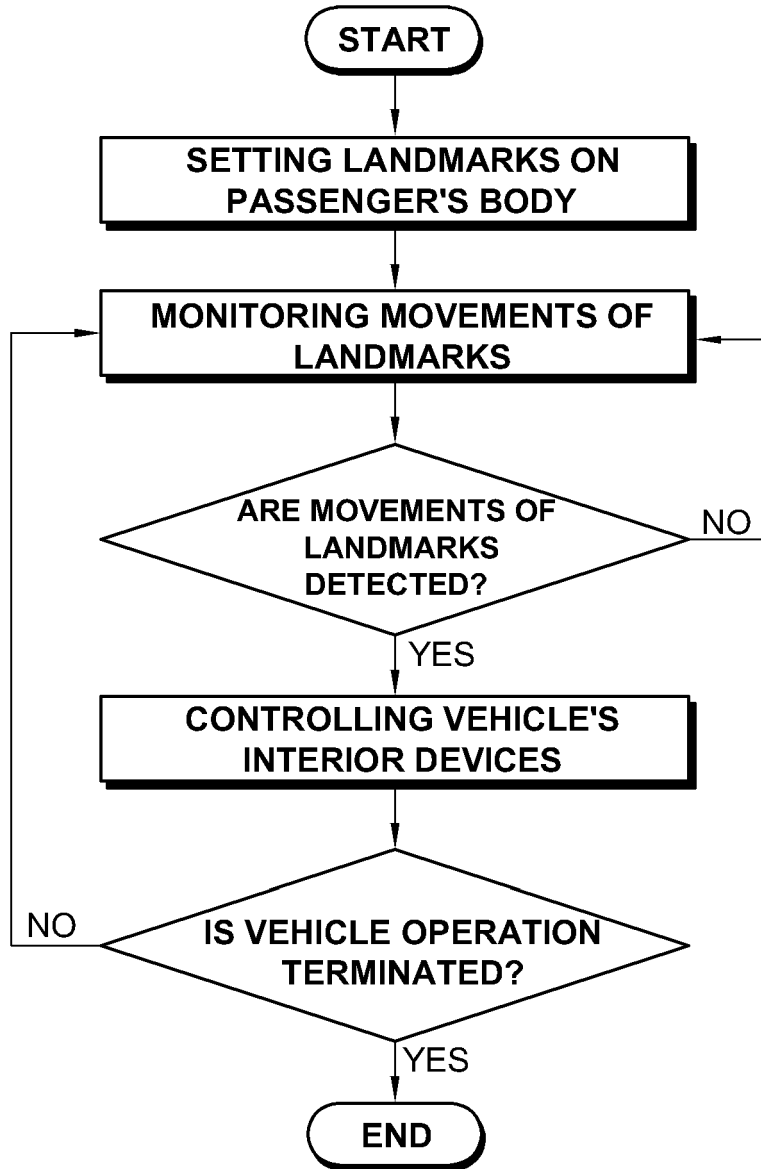 START
SETTING LANDMARKS ON
PASSENGER'S BODY
MONITORING MOVEMENTS OF
LANDMARKS
ARE MOVEMENTS OF
LANDMARKS
DETECTED?
NO
YES
CONTROLLING VEHICLE'S
INTERIOR DEVICES
NO
IS VEHICLE OPERATION
TERMINATED?
YES
END